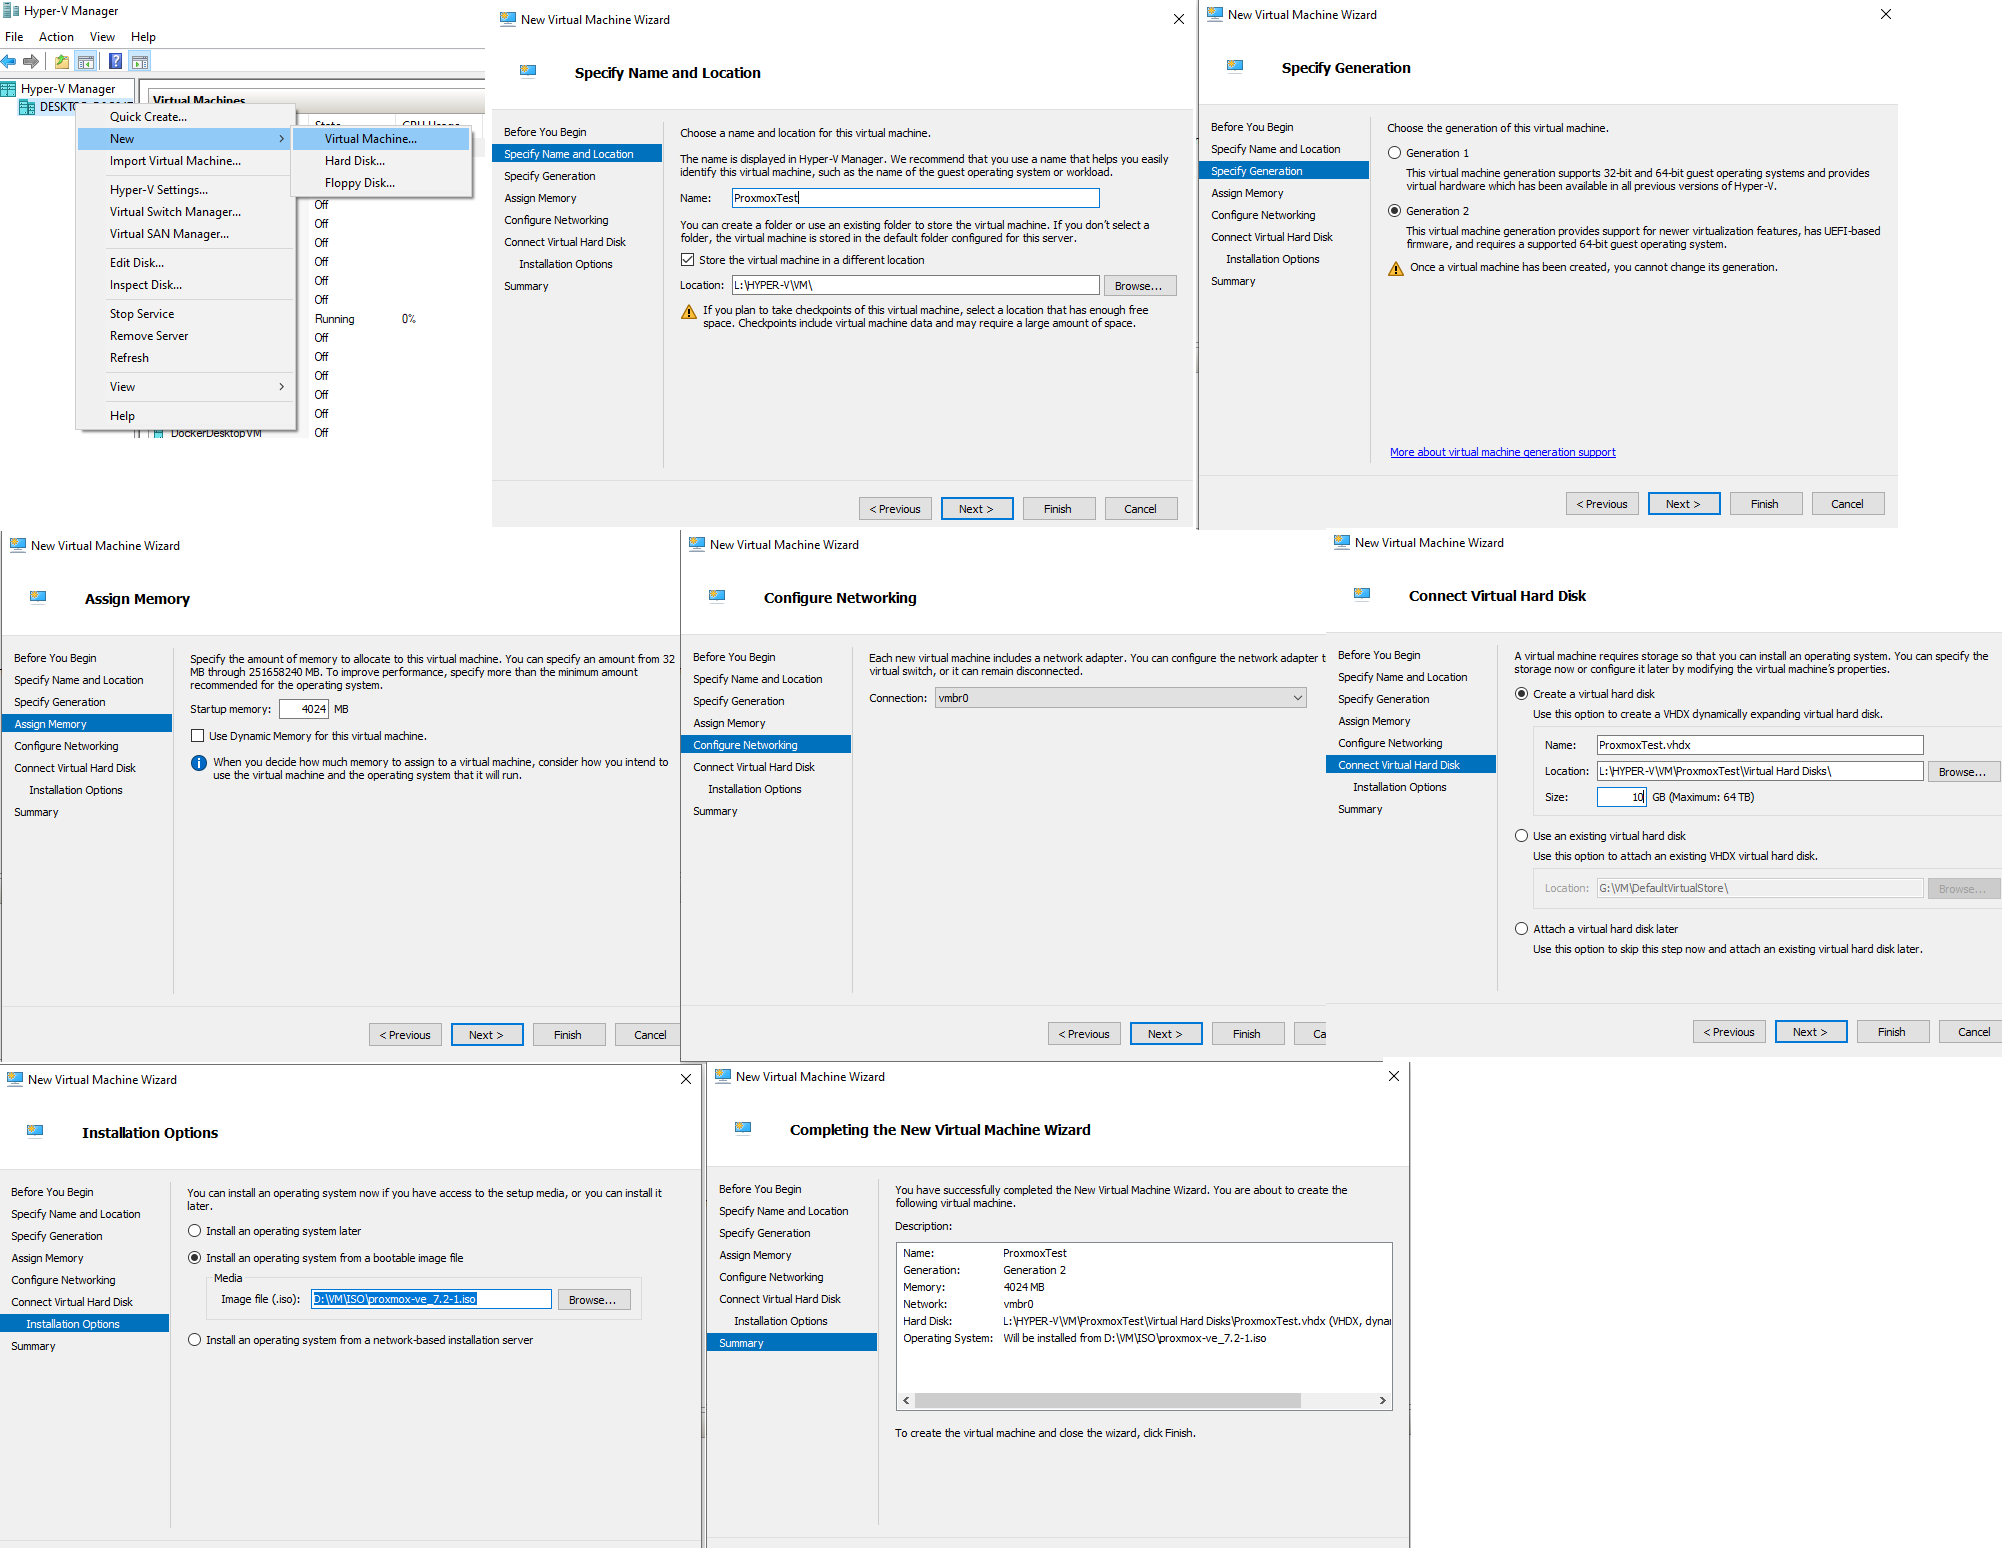 Hyper-V Manager
File Action View Help
Hyper-V Manager
Virtual Machines
Quick Create...
New
Import Virtual Machine...
Hyper-V Settings...
Virtual Switch Manager...
Virtual SAN Manager...
Edit Disk...
Inspect Disk...
Stop Service
Remove Server
Refresh
View
Help
Virtual Machine...
Hard Disk...
Floppy Disk...
Off
Off
Off
Off
Off
Off
Running 0%
Off
Off
Off
Off
Off
DockerDesktopVM Off
New Virtual Machine Wizard
Specify Name and Location
Before You Begin
Specify Name and Location
Specify Generation
Assign Memory
Configure Networking
Connect Virtual Hard Disk
Installation Options
Summary
Choose a name and location for this virtual machine.
The name is displayed in Hyper-V Manager. We recommend that you use a name that helps you easily
identify this virtual machine, such as the name of the guest operating system or workload.
Name: ProxmoxTest
You can create a folder or use an existing folder to store the virtual machine. If you don't select a
folder, the virtual machine is stored in the default folder configured for this server.
Store the virtual machine in a different location
Location: L:\HYPER-V\VM\ Browse...
If you plan to take checkpoints of this virtual machine, select a location that has enough free
space. Checkpoints include virtual machine data and may require a large amount of space.
< Previous Next > Finish Cancel
New Virtual Machine Wizard
Specify Generation
Before You Begin
Specify Name and Location
Specify Generation
Assign Memory
Configure Networking
Connect Virtual Hard Disk
Installation Options
Summary
Choose the generation of this virtual machine.
Generation 1
This virtual machine generation supports 32-bit and 64-bit guest operating systems and provides
virtual hardware which has been available in all previous versions of Hyper-V.
Generation 2
This virtual machine generation provides support for newer virtualization features, has UEFI-based
firmware, and requires a supported 64-bit guest operating system.
Once a virtual machine has been created, you cannot change its generation.
More about virtual machine generation support
< Previous Next > Finish Cancel
New Virtual Machine Wizard
Assign Memory
Before You Begin
Specify Name and Location
Specify Generation
Assign Memory
Configure Networking
Connect Virtual Hard Disk
Installation Options
Summary
Specify the amount of memory to allocate to this virtual machine. You can specify an amount from 32
MB through 251658240 MB. To improve performance, specify more than the minimum amount
recommended for the operating system.
Startup memory: 4024 MB
Use Dynamic Memory for this virtual machine.
When you decide how much memory to assign to a virtual machine, consider how you intend to
use the virtual machine and the operating system that it will run.
< Previous Next > Finish Cancel
New Virtual Machine Wizard
Configure Networking
Before You Begin
Specify Name and Location
Specify Generation
Assign Memory
Configure Networking
Connect Virtual Hard Disk
Installation Options
Summary
Each new virtual machine includes a network adapter. You can configure the network adapter t
virtual switch, or it can remain disconnected.
Connection: vmbr0
< Previous Next > Finish Ca
New Virtual Machine Wizard
Connect Virtual Hard Disk
Before You Begin
Specify Name and Location
Specify Generation
Assign Memory
Configure Networking
Connect Virtual Hard Disk
Installation Options
Summary
A virtual machine requires storage so that you can install an operating system. You can specify the
storage now or configure it later by modifying the virtual machine's properties.
Create a virtual hard disk
Use this option to create a VHDX dynamically expanding virtual hard disk.
Name: ProxmoxTest.vhdx
Location: L:\HYPER-V\VM\ProxmoxTest\Virtual Hard Disks\ Browse...
Size: 10 GB (Maximum: 64 TB)
Use an existing virtual hard disk
Use this option to attach an existing VHDX virtual hard disk.
Location: G:\VM\DefaultVirtualStore\ Browse...
Attach a virtual hard disk later
Use this option to skip this step now and attach an existing virtual hard disk later.
< Previous Next > Finish Cancel
New Virtual Machine Wizard
Installation Options
Before You Begin
Specify Name and Location
Specify Generation
Assign Memory
Configure Networking
Connect Virtual Hard Disk
Installation Options
Summary
You can install an operating system now if you have access to the setup media, or you can install it
later.
Install an operating system later
Install an operating system from a bootable image file
Media
Image file (.iso): D:\VM\ISO\proxmox-ve_7.2-1.iso Browse...
Install an operating system from a network-based installation server
New Virtual Machine Wizard
Completing the New Virtual Machine Wizard
Before You Begin
Specify Name and Location
Specify Generation
Assign Memory
Configure Networking
Connect Virtual Hard Disk
Installation Options
Summary
You have successfully completed the New Virtual Machine Wizard. You are about to create the
following virtual machine.
Description:
Name: ProxmoxTest
Generation: Generation 2
Memory: 4024 MB
Network: vmbr0
Hard Disk: L:\HYPER-V\VM\ProxmoxTest\Virtual Hard Disks\ProxmoxTest.vhdx (VHDX, dynai
Operating System: Will be installed from D:\VM\ISO\proxmox-ve_7.2-1.iso
To create the virtual machine and close the wizard, click Finish.